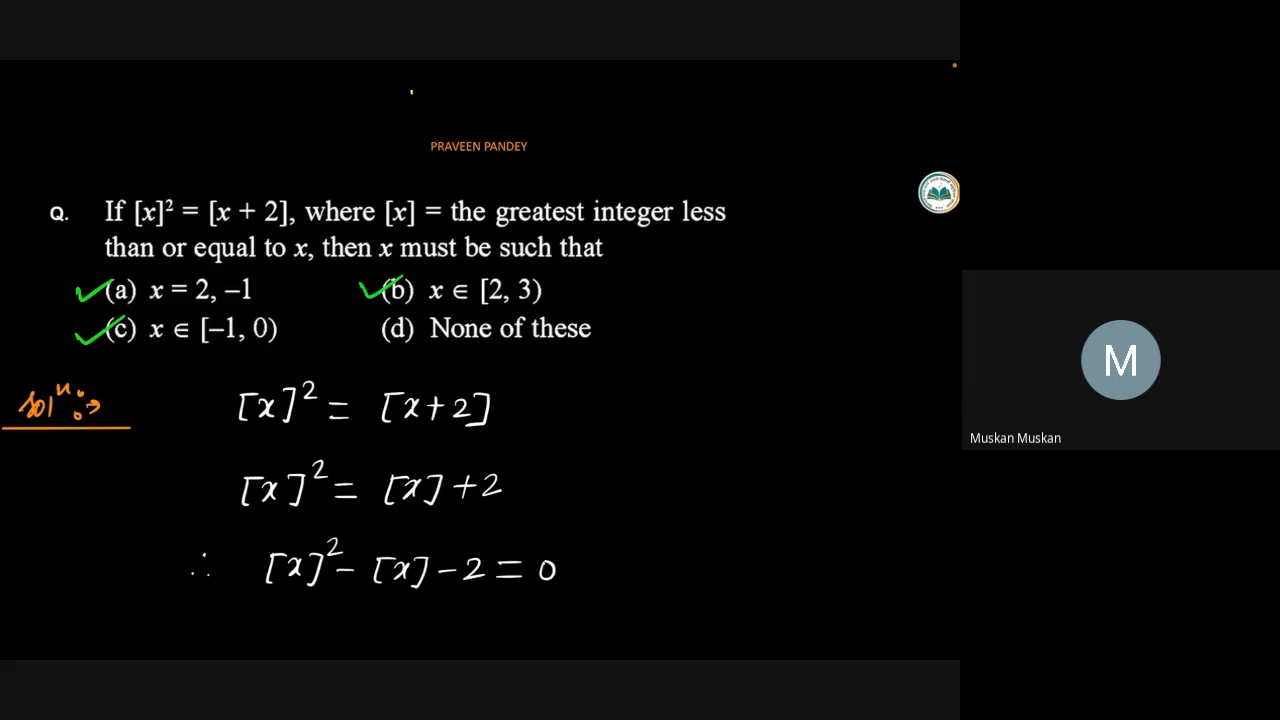 PRAVEEN PANDEY
Q. If [x]² = [x + 2], where [x] = the greatest integer less
than or equal to x, then x must be such that
(a) x = 2, –1 (b) x ∈ [2, 3)
(c) x ∈ [–1, 0) (d) None of these
Solⁿ:→ [x]² = [x+2]
[x]² = [x]+2
∴ [x]² - [x] - 2 = 0
M
Muskan Muskan